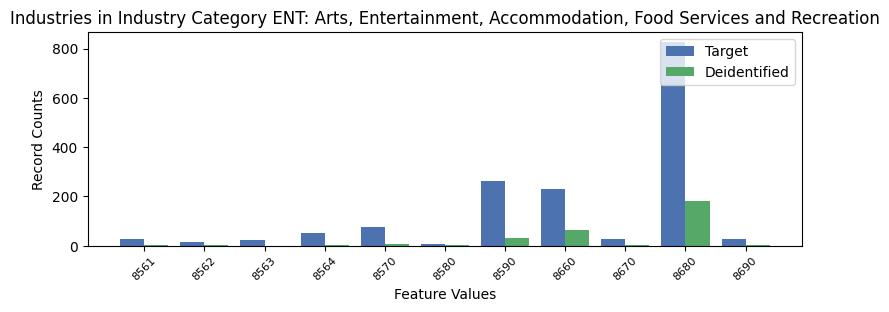 Industries in Industry Category ENT: Arts, Entertainment, Accommodation, Food Services and Recreation
800
600
400
200
0
Record Counts
Target
Deidentified
8561 8562 8563 8564 8570 8580 8590 8660 8670 8680 8690
Feature Values